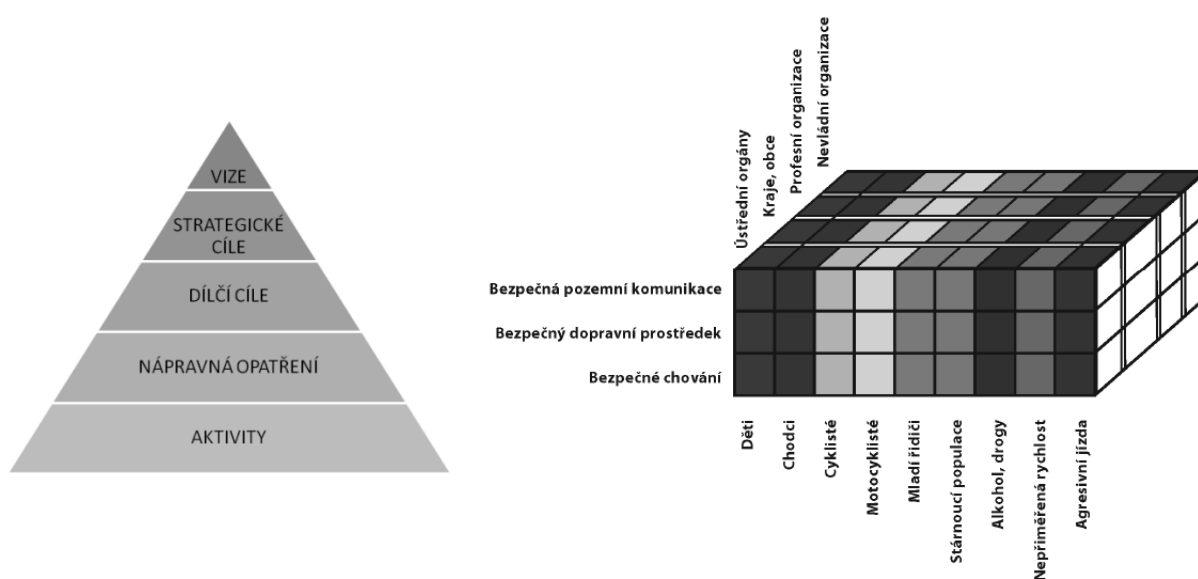 VIZE
STRATEGICKÉ
CÍLE
DÍLČÍ CÍLE
NÁPRAVNÁ OPATŘENÍ
AKTIVITY
Ústřední orgány
Kraje, obce
Profesní organizace
Nevládní organizace
Bezpečná pozemní komunikace
Bezpečný dopravní prostředek
Bezpečné chování
Děti
Chodci
Cyklisté
Motocyklisté
Mladí řidiči
Stárnoucí populace
Alkohol, drogy
Nepřiměřená rychlost
Agresivní jízda